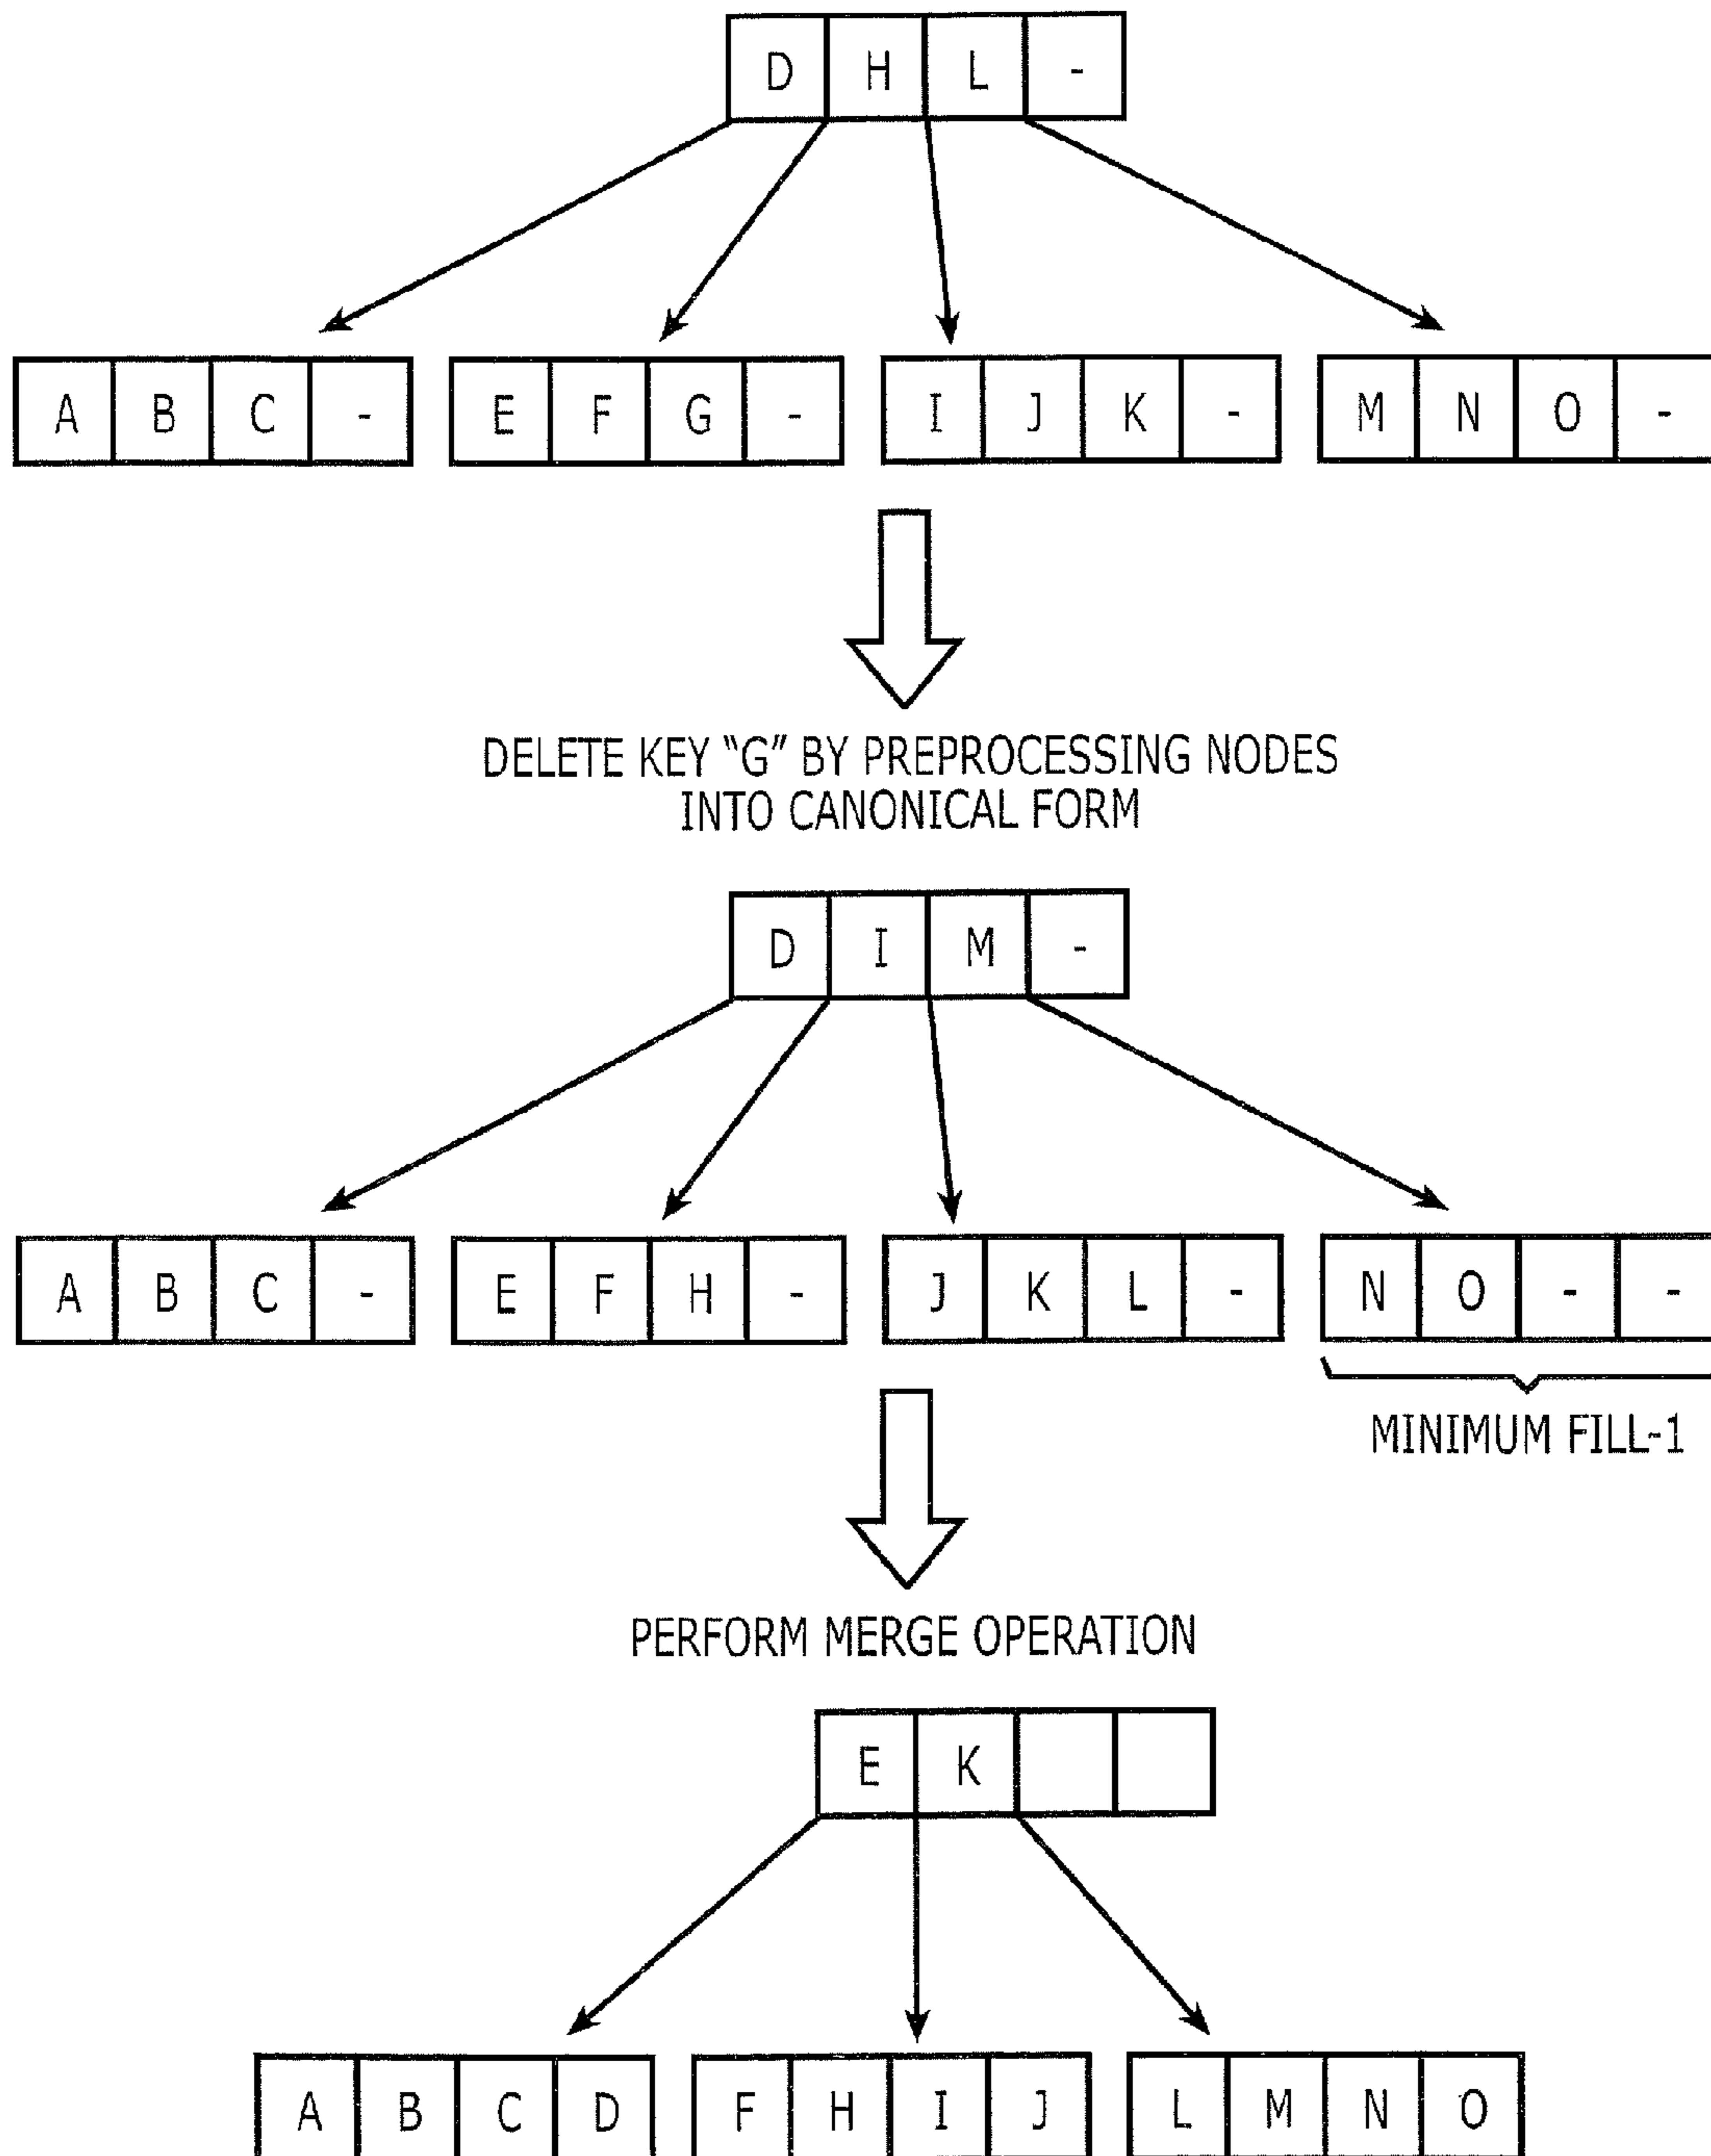 D H L -
A B C - E F G - I J K - M N O -
DELETE KEY “G” BY PREPROCESSING NODES
INTO CANONICAL FORM
D I M -
A B C - E F H - J K L - N O - -
MINIMUM FILL-1
PERFORM MERGE OPERATION
E K
A B C D F H I J L M N O